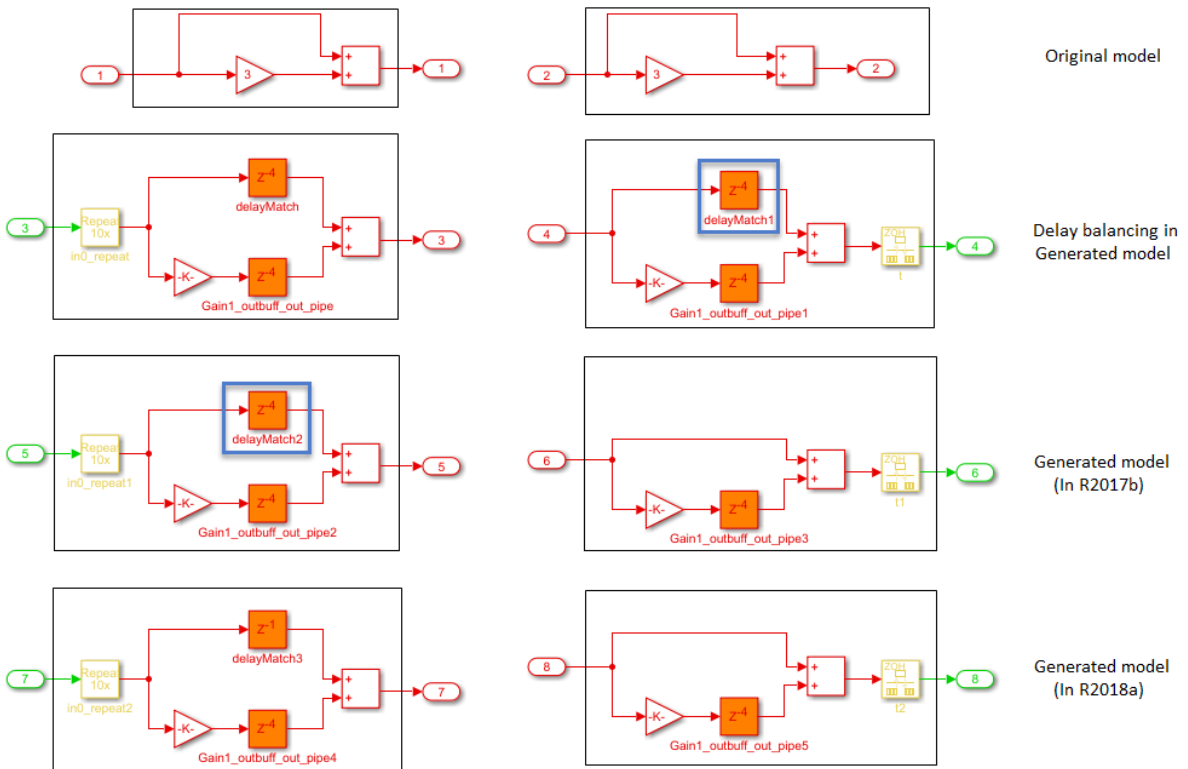 1
3
+
+
1
2
3
+
+
2
Original model
3
Repeat
10x
in0_repeat
Z-4
delayMatch
-K-
Z-4
Gain1_outbuff_out_pipe
+
+
3
4
Z-4
delayMatch1
-K-
Z-4
Gain1_outbuff_out_pipe1
+
+
ZOH
t
4
Delay balancing in
Generated model
5
Repeat
10x
in0_repeat1
Z-4
delayMatch2
-K-
Z-4
Gain1_outbuff_out_pipe2
+
+
5
6
-K-
Z-4
Gain1_outbuff_out_pipe3
+
+
ZOH
t1
6
Generated model
(In R2017b)
7
Repeat
10x
in0_repeat2
Z-1
delayMatch3
-K-
Z-4
Gain1_outbuff_out_pipe4
+
+
7
8
-K-
Z-4
Gain1_outbuff_out_pipe5
+
+
ZOH
t2
8
Generated model
(In R2018a)